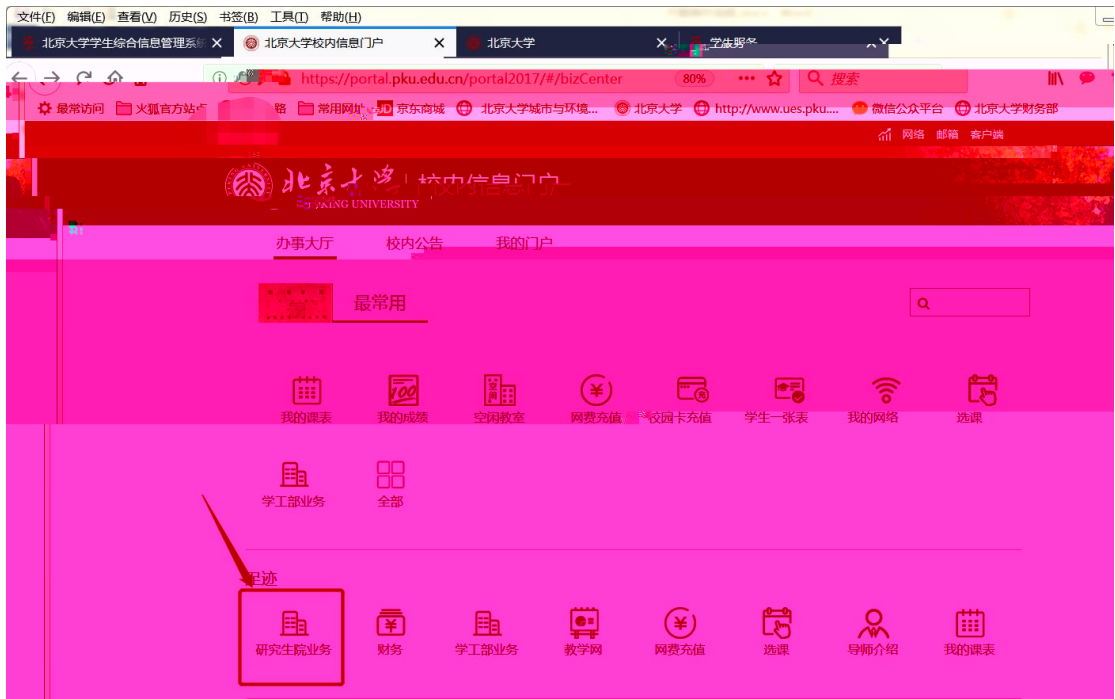 文件(F) 编辑(E) 查看(V) 历史(S) 书签(B) 工具(T) 帮助(H)
北京大学学生综合信息管理系统 × 北京大学校内信息门户 × 北京大学 ×
https://portal.pku.edu.cn/portal2017/#/bizCenter 80% ••• 搜索
最常访问 火狐官方站点 路 常用网址 JD 京东商城 北京大学城市与环境... 北京大学 http://www.ues.pku.... 微信公众平台 北京大学财务部
网络 邮箱 客户端
北京大学 校内信息门户
PEKING UNIVERSITY
办事大厅 校内公告 我的门户
最常用
我的课表 我的成绩 空闲教室 网费充值 校园卡充值 学生一张表 我的网络 选课
学工部业务 全部
足迹
研究生院业务 财务 学工部业务 教学网 网费充值 选课 导师介绍 我的课表